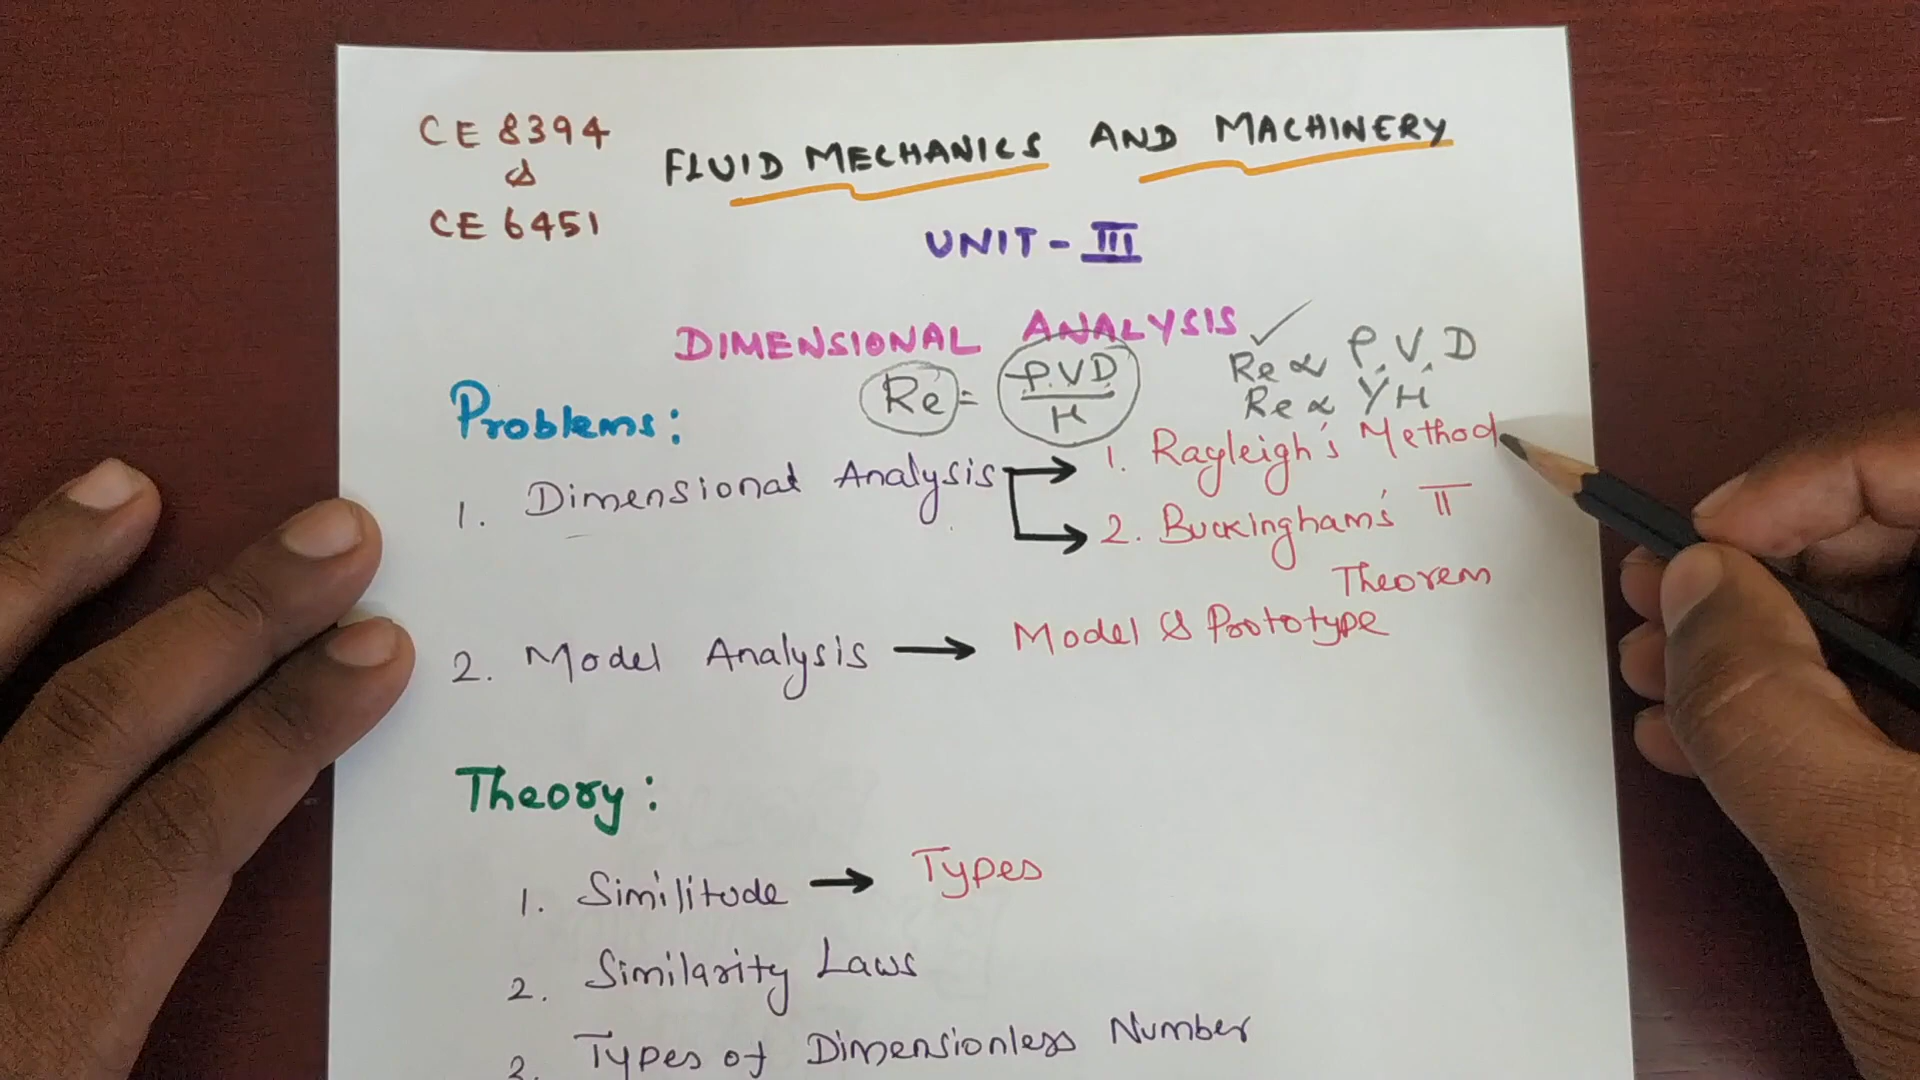 CE 8394
&
CE 6451
FLUID MECHANICS AND MACHINERY
UNIT - III
DIMENSIONAL ANALYSIS ✓
Re = ρVD/μ
Re ∝ ρ, V, D
Re ∝ 1/μ
Problems:
1. Dimensional Analysis → 1. Rayleigh's Method
→ 2. Buckingham's π
Theorem
2. Model Analysis → Model & Prototype
Theory:
1. Similitude → Types
2. Similarity Laws
3. Types of Dimensionless Number